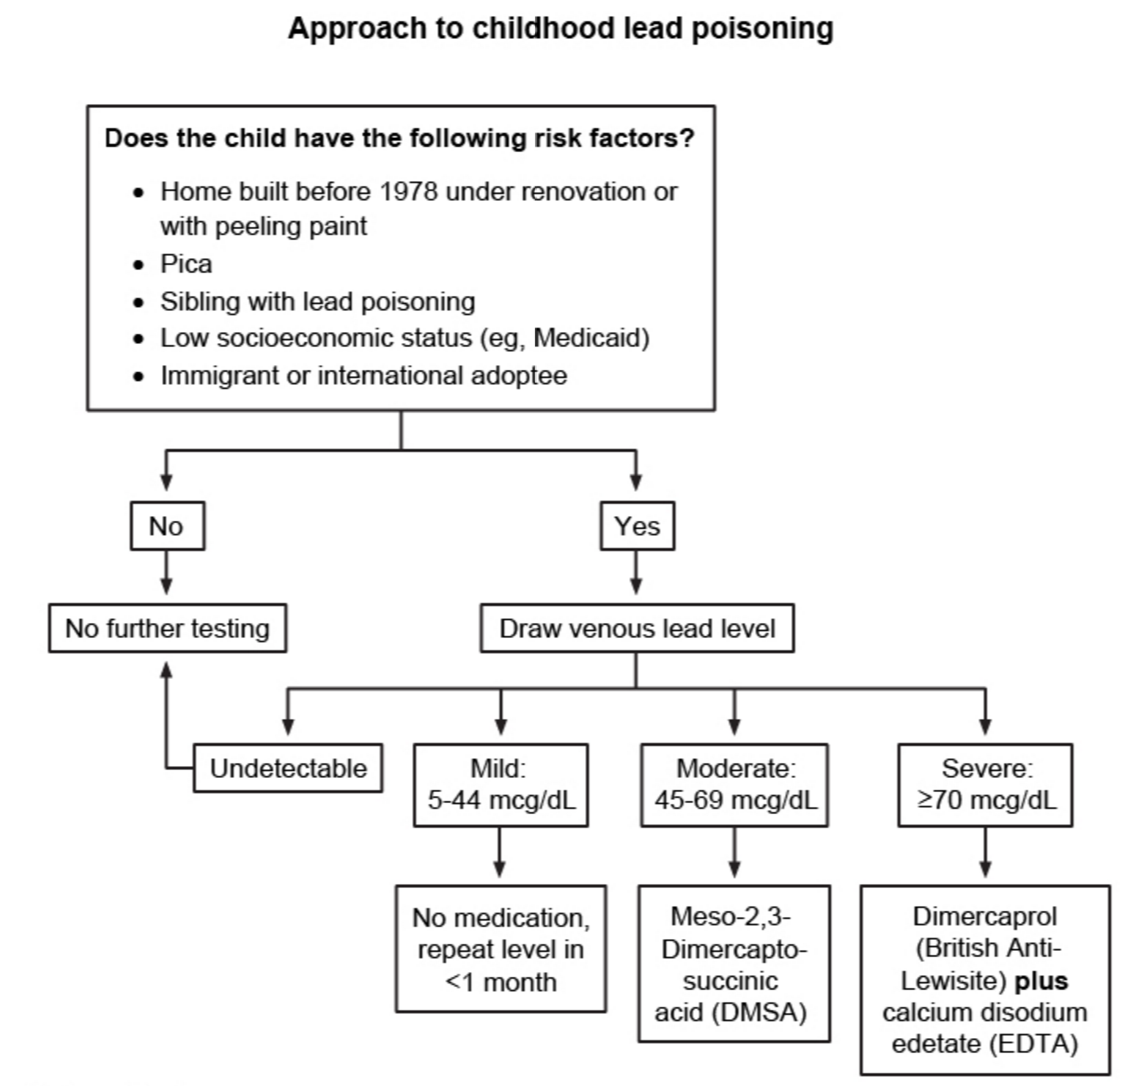 Approach to childhood lead poisoning
Does the child have the following risk factors?
• Home built before 1978 under renovation or
with peeling paint
• Pica
• Sibling with lead poisoning
• Low socioeconomic status (eg, Medicaid)
• Immigrant or international adoptee
No
Yes
No further testing
Draw venous lead level
Undetectable
Mild:
5-44 mcg/dL
Moderate:
45-69 mcg/dL
Severe:
≥70 mcg/dL
No medication,
repeat level in
<1 month
Meso-2,3-
Dimercapto-
succinic
acid (DMSA)
Dimercaprol
(British Anti-
Lewisite) plus
calcium disodium
edetate (EDTA)